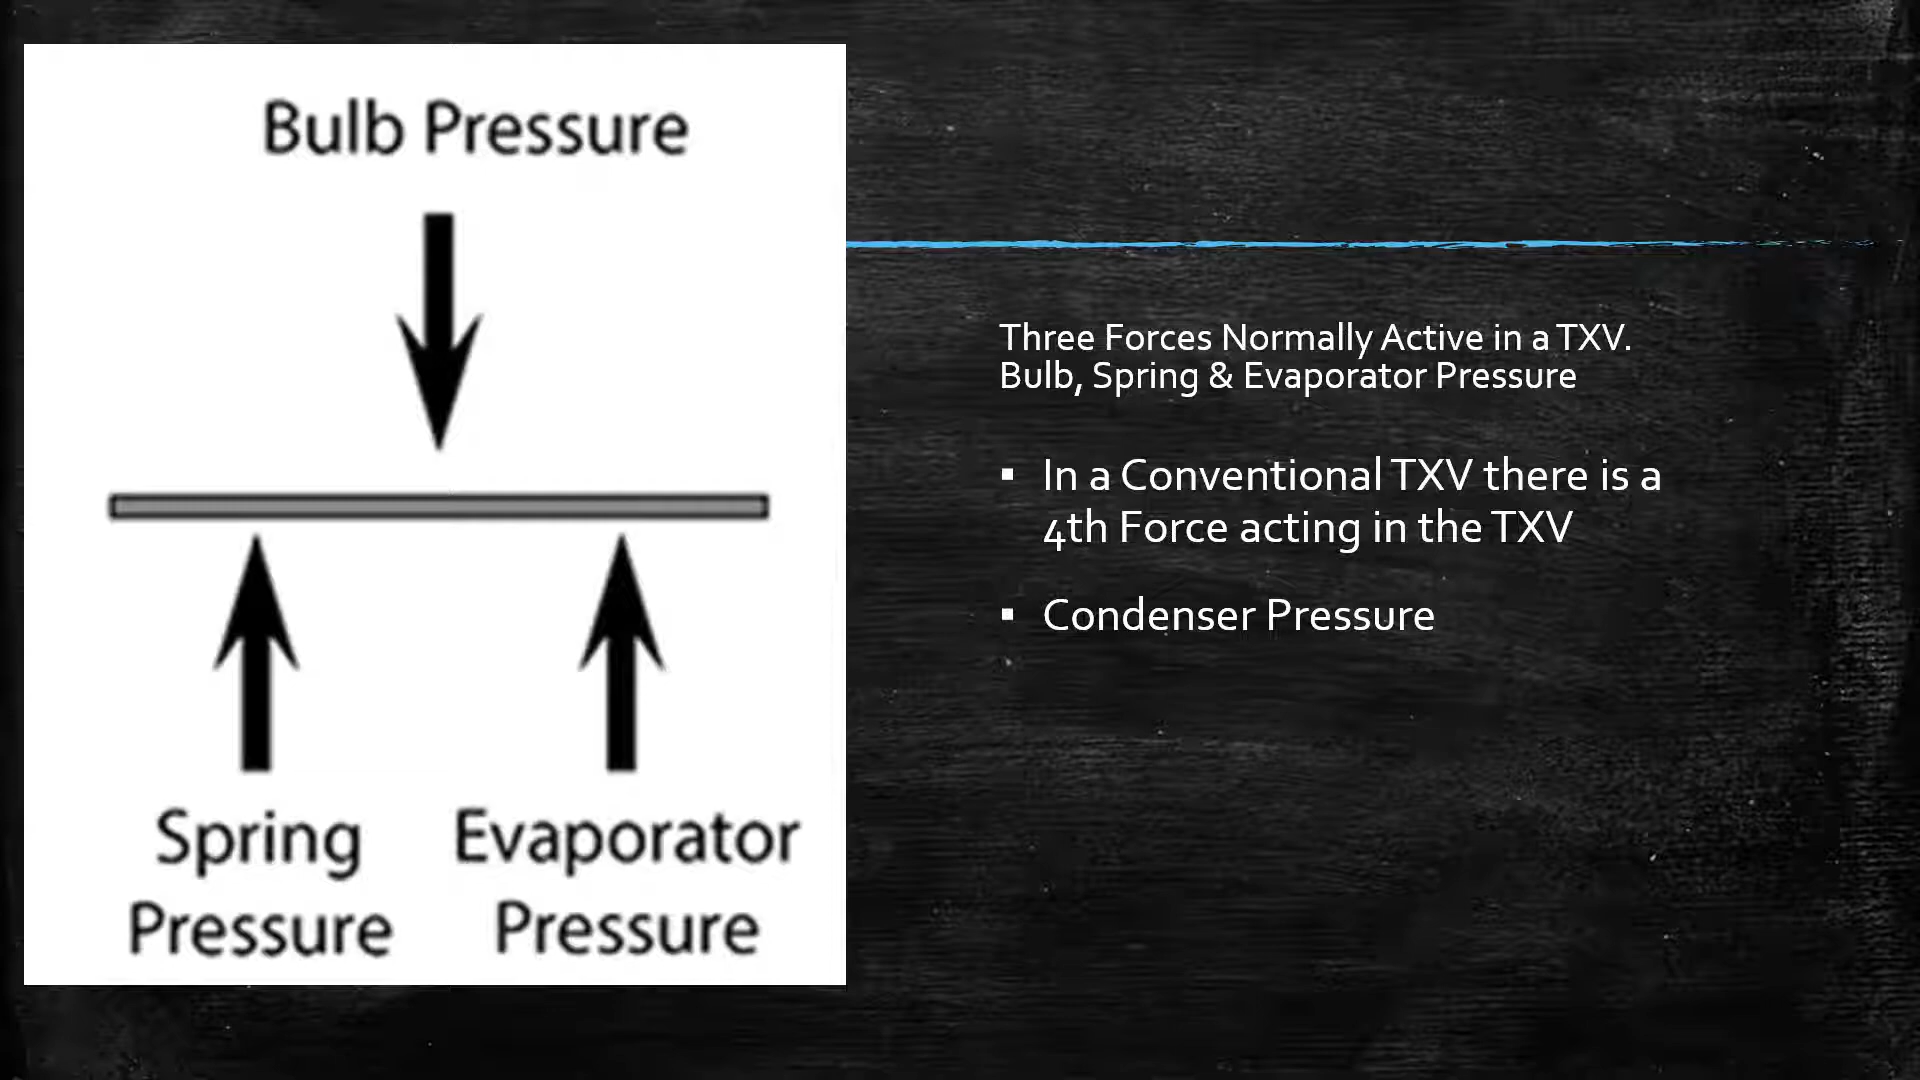 Bulb Pressure
Spring
Pressure
Evaporator
Pressure
Three Forces Normally Active in a TXV.
Bulb, Spring & Evaporator Pressure
▪ In a Conventional TXV there is a
4th Force acting in the TXV
▪ Condenser Pressure